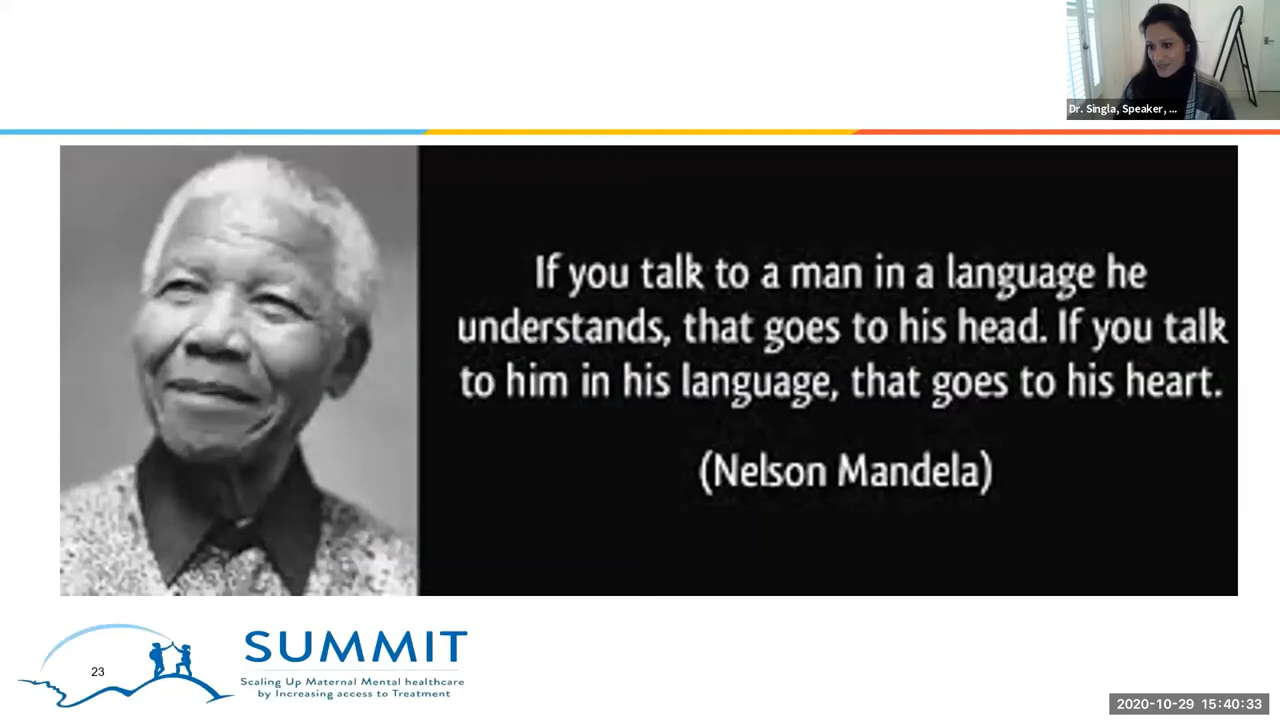 Dr. Singla, Speaker, ...
If you talk to a man in a language he
understands, that goes to his head. If you talk
to him in his language, that goes to his heart.
(Nelson Mandela)
23
SUMMIT
Scaling Up Maternal Mental healthcare
by Increasing access to Treatment
2020-10-29 15:40:33